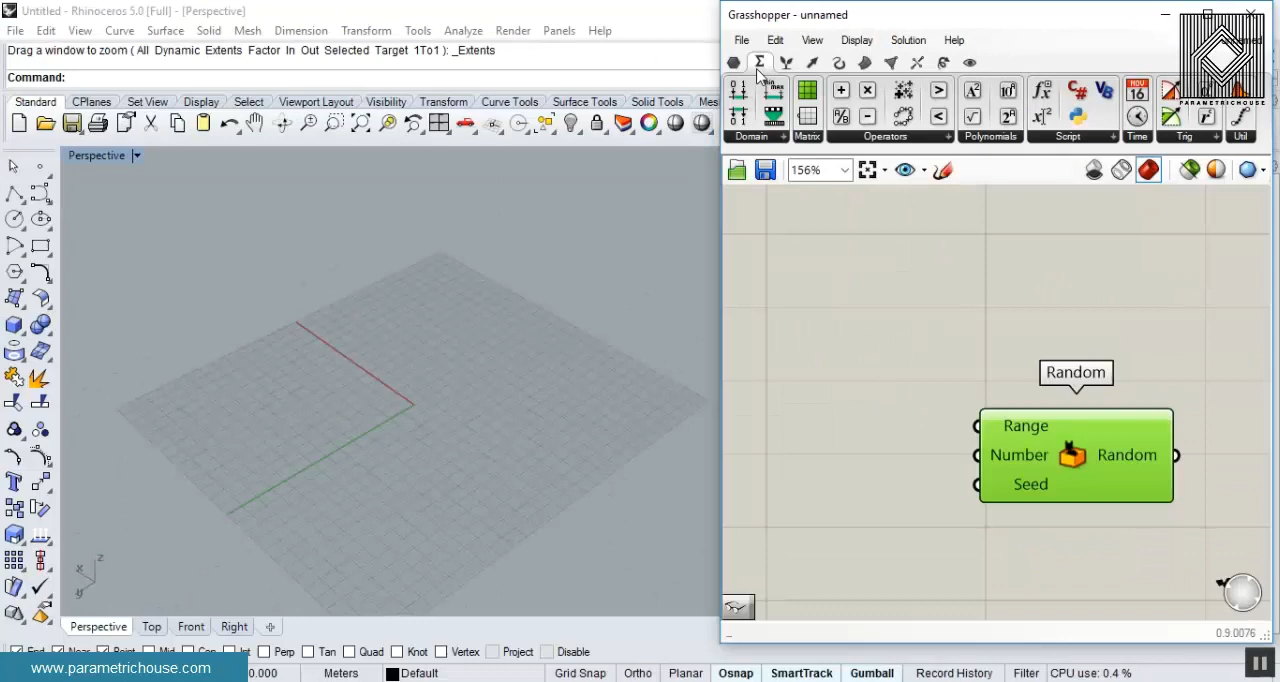 Untitled - Rhinoceros 5.0 [Full] - [Perspective]
File Edit View Curve Surface Solid Mesh Dimension Transform Tools Analyze Render Panels Help
Drag a window to zoom ( All Dynamic Extents Factor In Out Selected Target 1To1 ): _Extents
Command:
Standard CPlanes Set View Display Select Viewport Layout Visibility Transform Curve Tools Surface Tools Solid Tools Mes
Perspective
z
x
y
Perspective Top Front Right
End Near Point Mid Cen Int Perp Tan Quad Knot Vertex Project Disable
www.parametrichouse.com
0.000 Meters Default Grid Snap Ortho Planar Osnap SmartTrack Gumball Record History Filter CPU use: 0.4 %
Grasshopper - unnamed
File Edit View Display Solution Help
PARAMETRICHOUSE
Domain Matrix Operators Polynomials Script Time Trig Util
156%
Random
Range
Number Random
Seed
0.9.0076